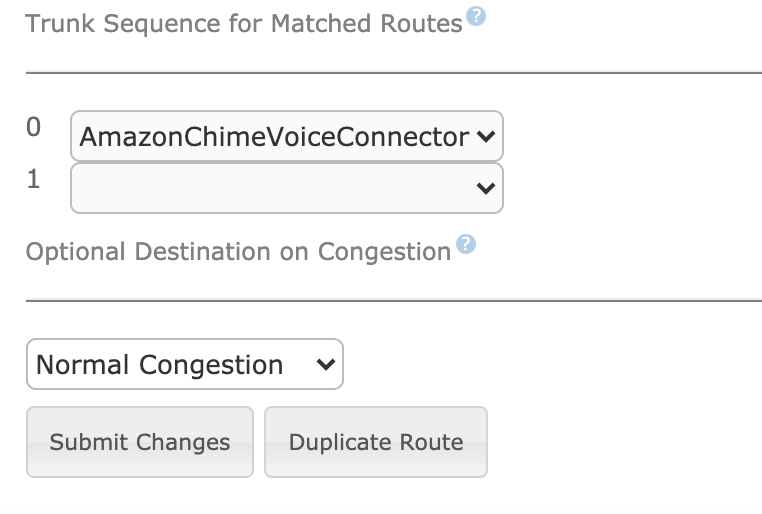 Trunk Sequence for Matched Routes ?
0 AmazonChimeVoiceConnector
1
Optional Destination on Congestion ?
Normal Congestion
Submit Changes Duplicate Route